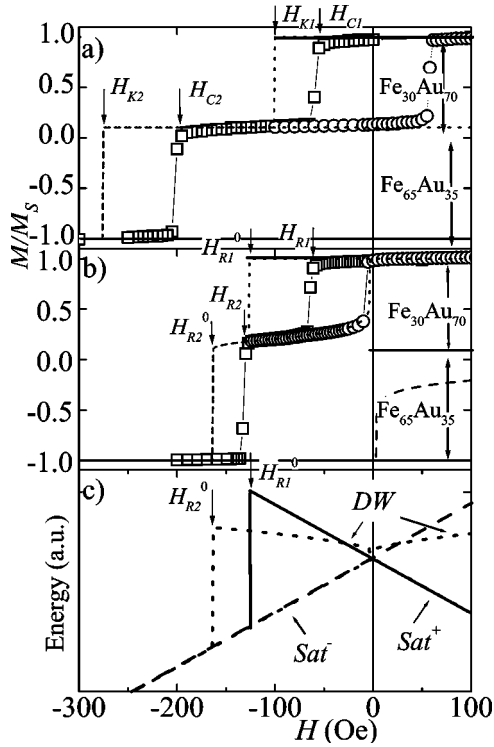 H_K1 H_C1
1.0
a)
H_K2 H_C2
Fe30Au70
0.5
0.0
Fe65Au35
-0.5
-1.0
M/M_S
H_R1^0 H_R1
1.0
b)
H_R2^0 H_R2
Fe30Au70
0.5
0.0
Fe65Au35
-0.5
-1.0
c)
H_R2^0 H_R1^0
DW
Energy (a.u.)
Sat^- Sat^+
-300 -200 -100 0 100
H (Oe)